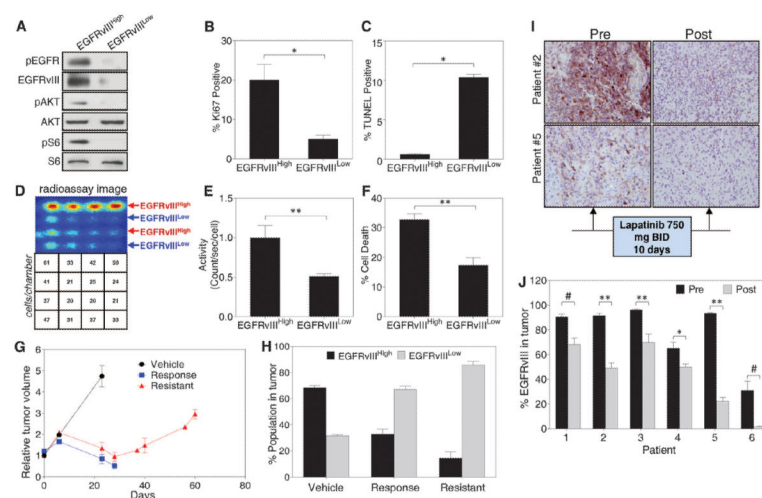 A
EGFRvIII^High
EGFRvIII^Low
pEGFR
EGFRvIII
pAKT
AKT
pS6
S6
B
% Ki67 Positive
30
20
10
0
*
EGFRvIII^High
EGFRvIII^Low
C
% TUNEL Positive
15
10
5
0
*
EGFRvIII^High
EGFRvIII^Low
D
radioassay image
EGFRvIII^High
EGFRvIII^Low
EGFRvIII^High
EGFRvIII^Low
cells/chamber
61 33 42 59
41 21 25 24
37 20 20 21
47 31 37 33
E
Activity
(Count/sec/cell)
1.5
1.0
0.5
0.0
**
EGFRvIII^High
EGFRvIII^Low
F
% Cell Death
40
30
20
10
0
**
EGFRvIII^High
EGFRvIII^Low
G
Relative tumor volume
6
5
4
3
2
1
0
Vehicle
Response
Resistant
0 20 40 60 80
Days
H
% Population in tumor
100
80
60
40
20
0
EGFRvIII^High
EGFRvIII^Low
Vehicle Response Resistant
I
Pre Post
Patient #2
Patient #5
Lapatinib 750
mg BID
10 days
J
% EGFRvIII in tumor
120
100
80
60
40
20
0
Pre Post
# ** ** * ** #
1 2 3 4 5 6
Patient